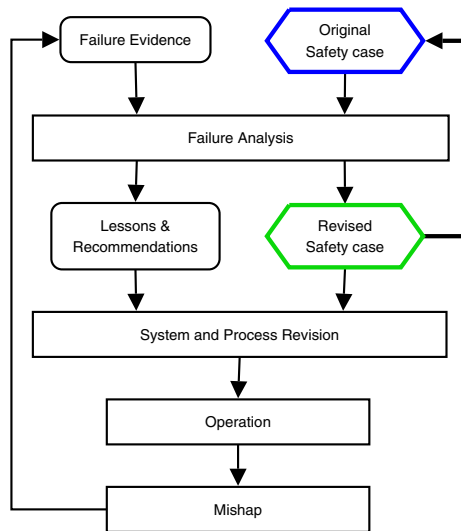 Failure Evidence
Original
Safety case
Failure Analysis
Lessons &
Recommendations
Revised
Safety case
System and Process Revision
Operation
Mishap